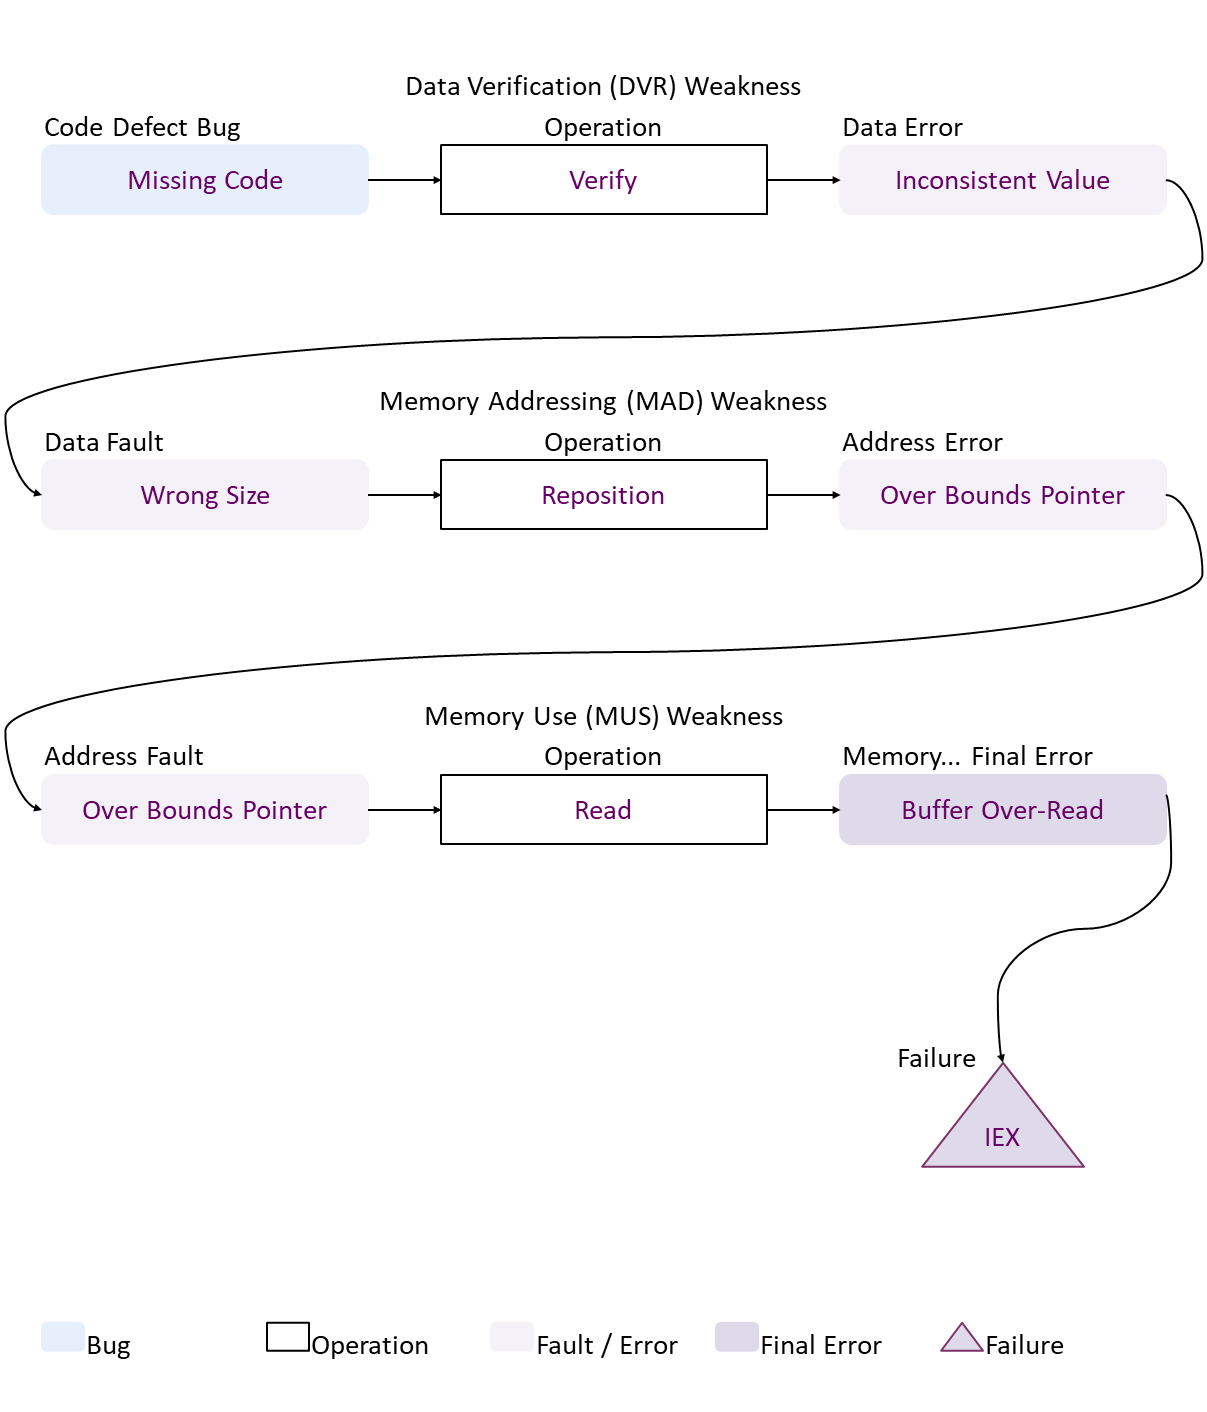 Data Verification (DVR) Weakness
Code Defect Bug
Operation
Data Error
Missing Code
Verify
Inconsistent Value
Memory Addressing (MAD) Weakness
Data Fault
Operation
Address Error
Wrong Size
Reposition
Over Bounds Pointer
Memory Use (MUS) Weakness
Address Fault
Operation
Memory... Final Error
Over Bounds Pointer
Read
Buffer Over-Read
Failure
IEX
Bug
Operation
Fault / Error
Final Error
Failure